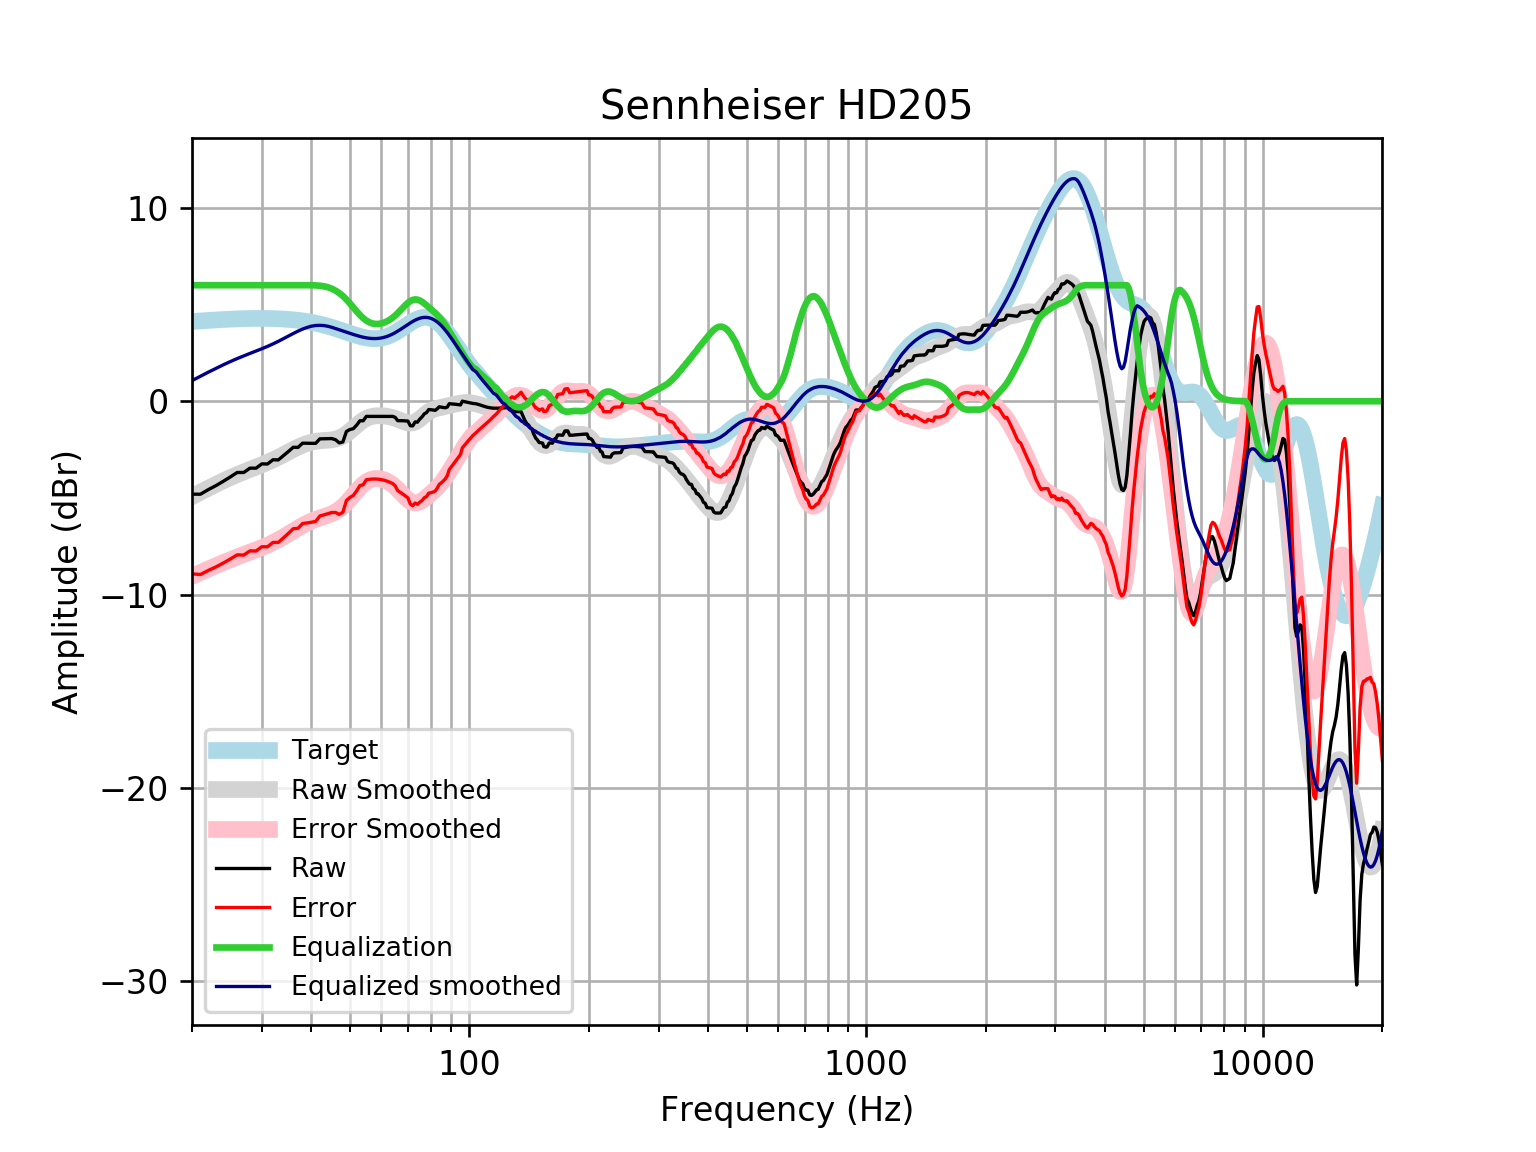 Sennheiser HD205
Amplitude (dBr)
10
0
−10
−20
−30
Target
Raw Smoothed
Error Smoothed
Raw
Error
Equalization
Equalized smoothed
100 1000 10000
Frequency (Hz)